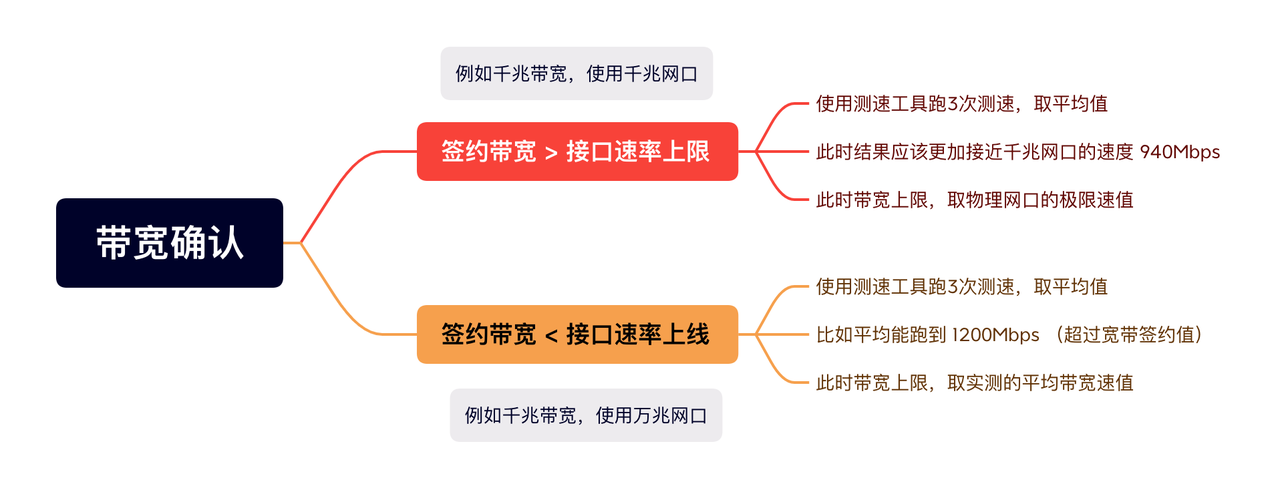 带宽确认
例如千兆带宽，使用千兆网口
签约带宽 > 接口速率上限
使用测速工具跑3次测速，取平均值
此时结果应该更加接近千兆网口的速度 940Mbps
此时带宽上限，取物理网口的极限速值
签约带宽 < 接口速率上线
使用测速工具跑3次测速，取平均值
比如平均能跑到 1200Mbps （超过宽带签约值）
此时带宽上限，取实测的平均带宽速值
例如千兆带宽，使用万兆网口